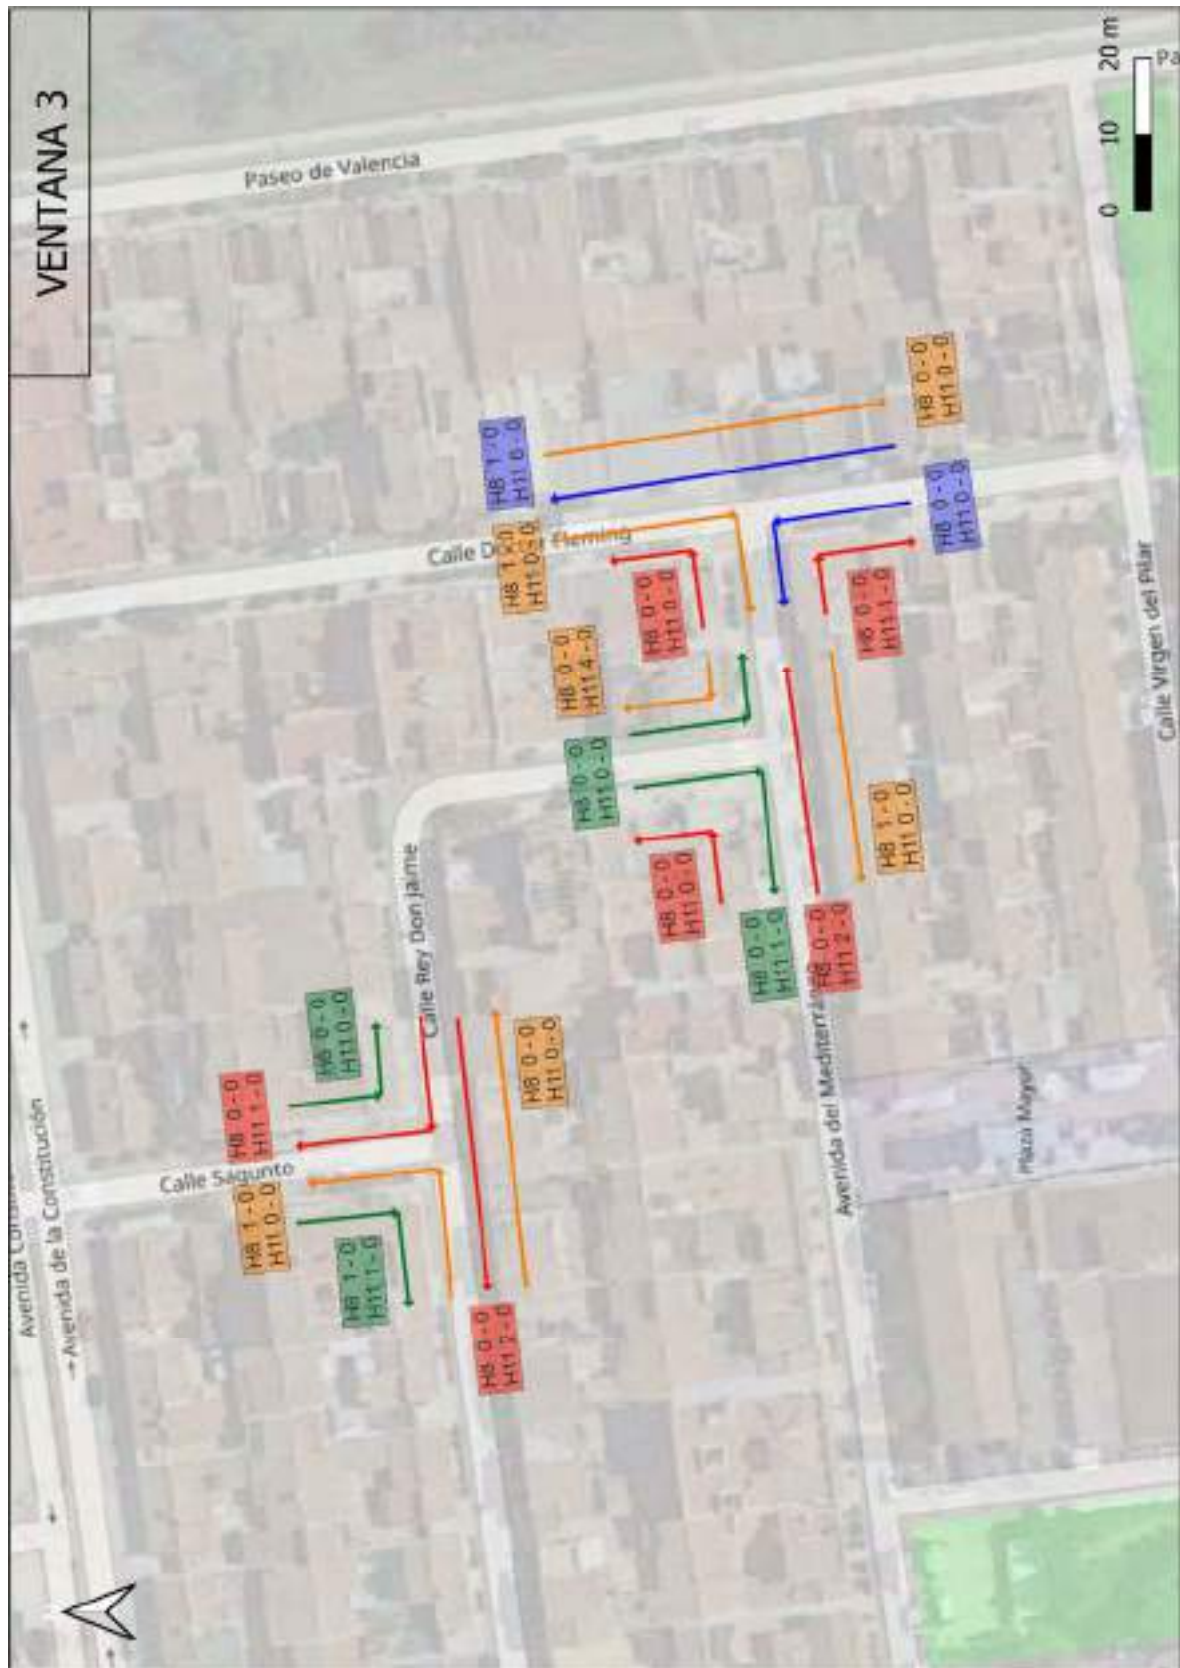 VENTANA 3
Paseo de Valencia
20 m
10
0
Pa
H8 0-0
H11 0-0
H8 1-0
H11 0-0
H8 0-0
H11 0-0
Calle
Fleming
H8 1-0
H11 0-0
H8 0-0
H11 0-0
H11 1-0
H8 0-0
H11 4-0
H8 0-0
H11 0-0
Calle Virgen del Pilar
H8 1-0
H11 0-0
H8 0-0
H11 0-0
H8 0-0
H11 1-0
H8 0-0
H11 2-0
Calle Rey Don Jaime
Avenida del Mediterráneo
H8 0-0
H11 0-0
H8 0-0
H11 0-0
H8 0-0
H11 1-0
Plaza Mayor
Calle Sagunto
H8 1-0
H11 0-0
H8 1-0
H11 1-0
H8 0-0
H11 2-0
Avenida
Avenida de la Constitución